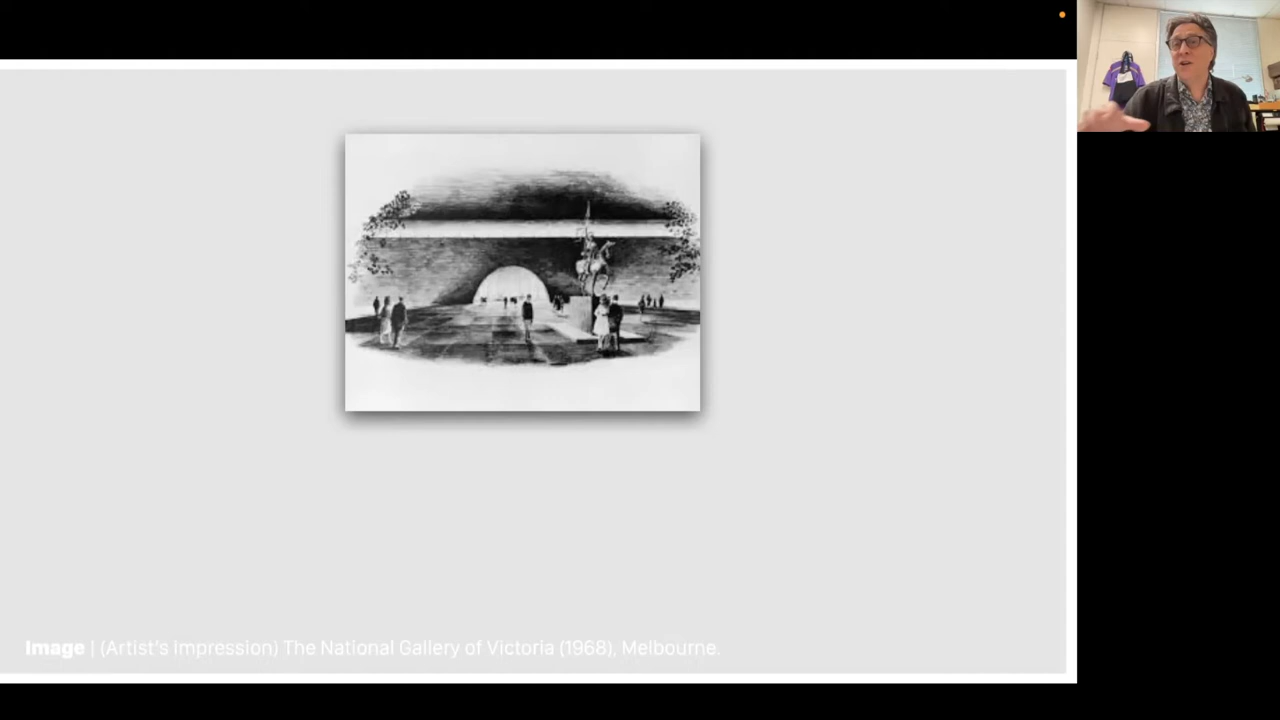 Image | (Artist's Impression) The National Gallery of Victoria (1968), Melbourne.